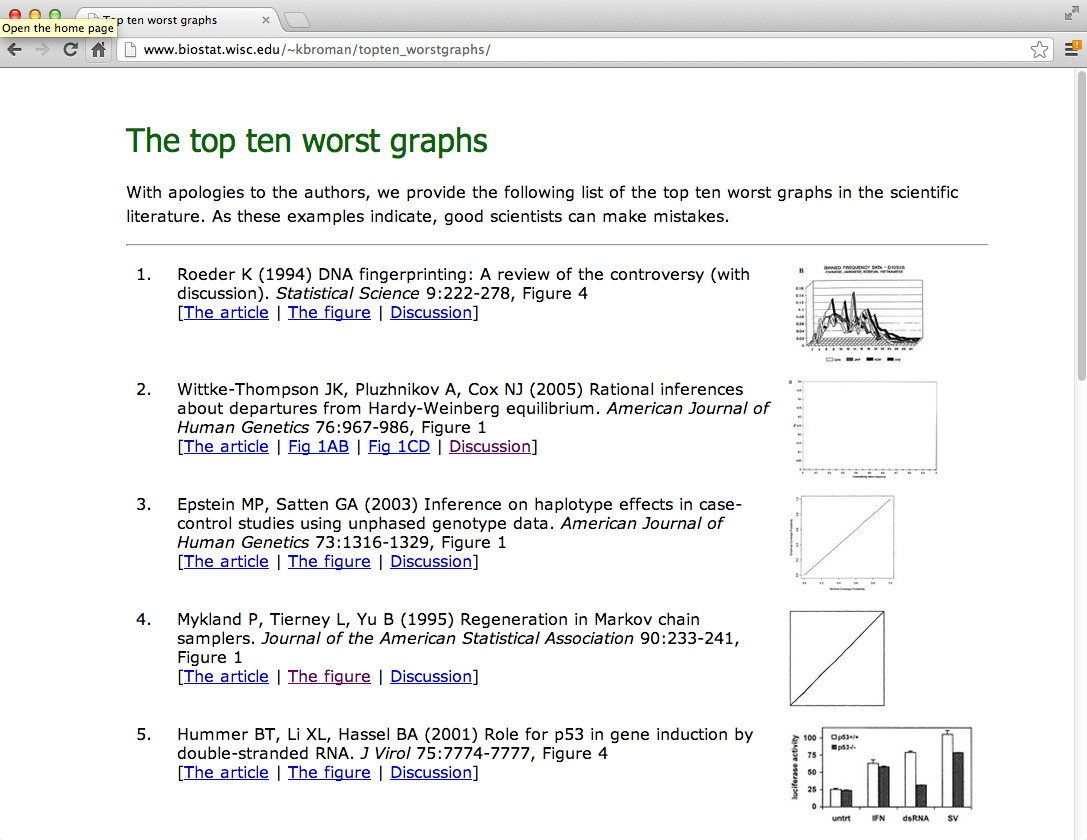 Top ten worst graphs
Open the home page
www.biostat.wisc.edu/~kbroman/topten_worstgraphs/
The top ten worst graphs
With apologies to the authors, we provide the following list of the top ten worst graphs in the scientific
literature. As these examples indicate, good scientists can make mistakes.
1. Roeder K (1994) DNA fingerprinting: A review of the controversy (with
discussion). Statistical Science 9:222-278, Figure 4
[The article | The figure | Discussion]
B BINNED FREQUENCY DATA - D10S28
CHINESE, JAPANESE, KOREAN, VIETNAMESE
2. Wittke-Thompson JK, Pluzhnikov A, Cox NJ (2005) Rational inferences
about departures from Hardy-Weinberg equilibrium. American Journal of
Human Genetics 76:967-986, Figure 1
[The article | Fig 1AB | Fig 1CD | Discussion]
3. Epstein MP, Satten GA (2003) Inference on haplotype effects in case-
control studies using unphased genotype data. American Journal of
Human Genetics 73:1316-1329, Figure 1
[The article | The figure | Discussion]
4. Mykland P, Tierney L, Yu B (1995) Regeneration in Markov chain
samplers. Journal of the American Statistical Association 90:233-241,
Figure 1
[The article | The figure | Discussion]
5. Hummer BT, Li XL, Hassel BA (2001) Role for p53 in gene induction by
double-stranded RNA. J Virol 75:7774-7777, Figure 4
[The article | The figure | Discussion]
luciferase activity
100
75
50
25
0
p53+/+
p53-/-
untrt IFN dsRNA SV